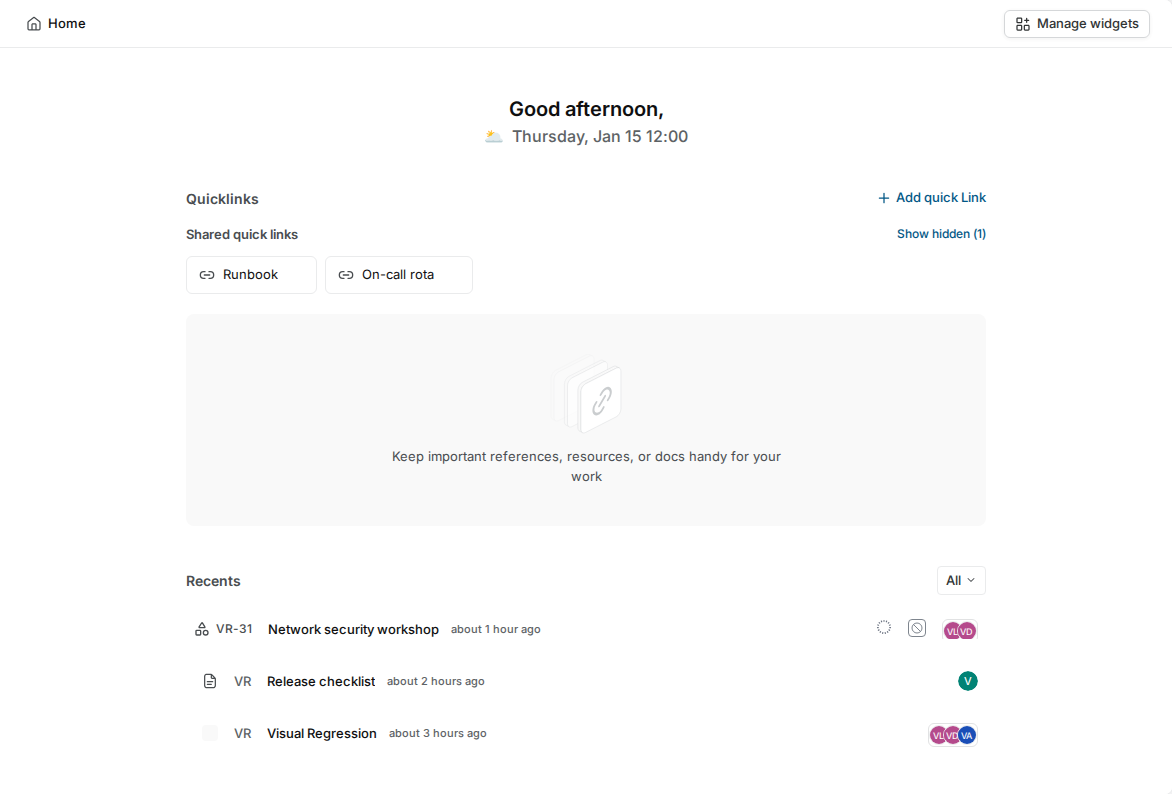 Home
Manage widgets
Good afternoon,
Thursday, Jan 15 12:00
Quicklinks
Add quick Link
Shared quick links
Show hidden (1)
Runbook
On-call rota
Keep important references, resources, or docs handy for your
work
Recents
All
VR-31 Network security workshop about 1 hour ago VL VD
VR Release checklist about 2 hours ago V
VR Visual Regression about 3 hours ago VL VD VA